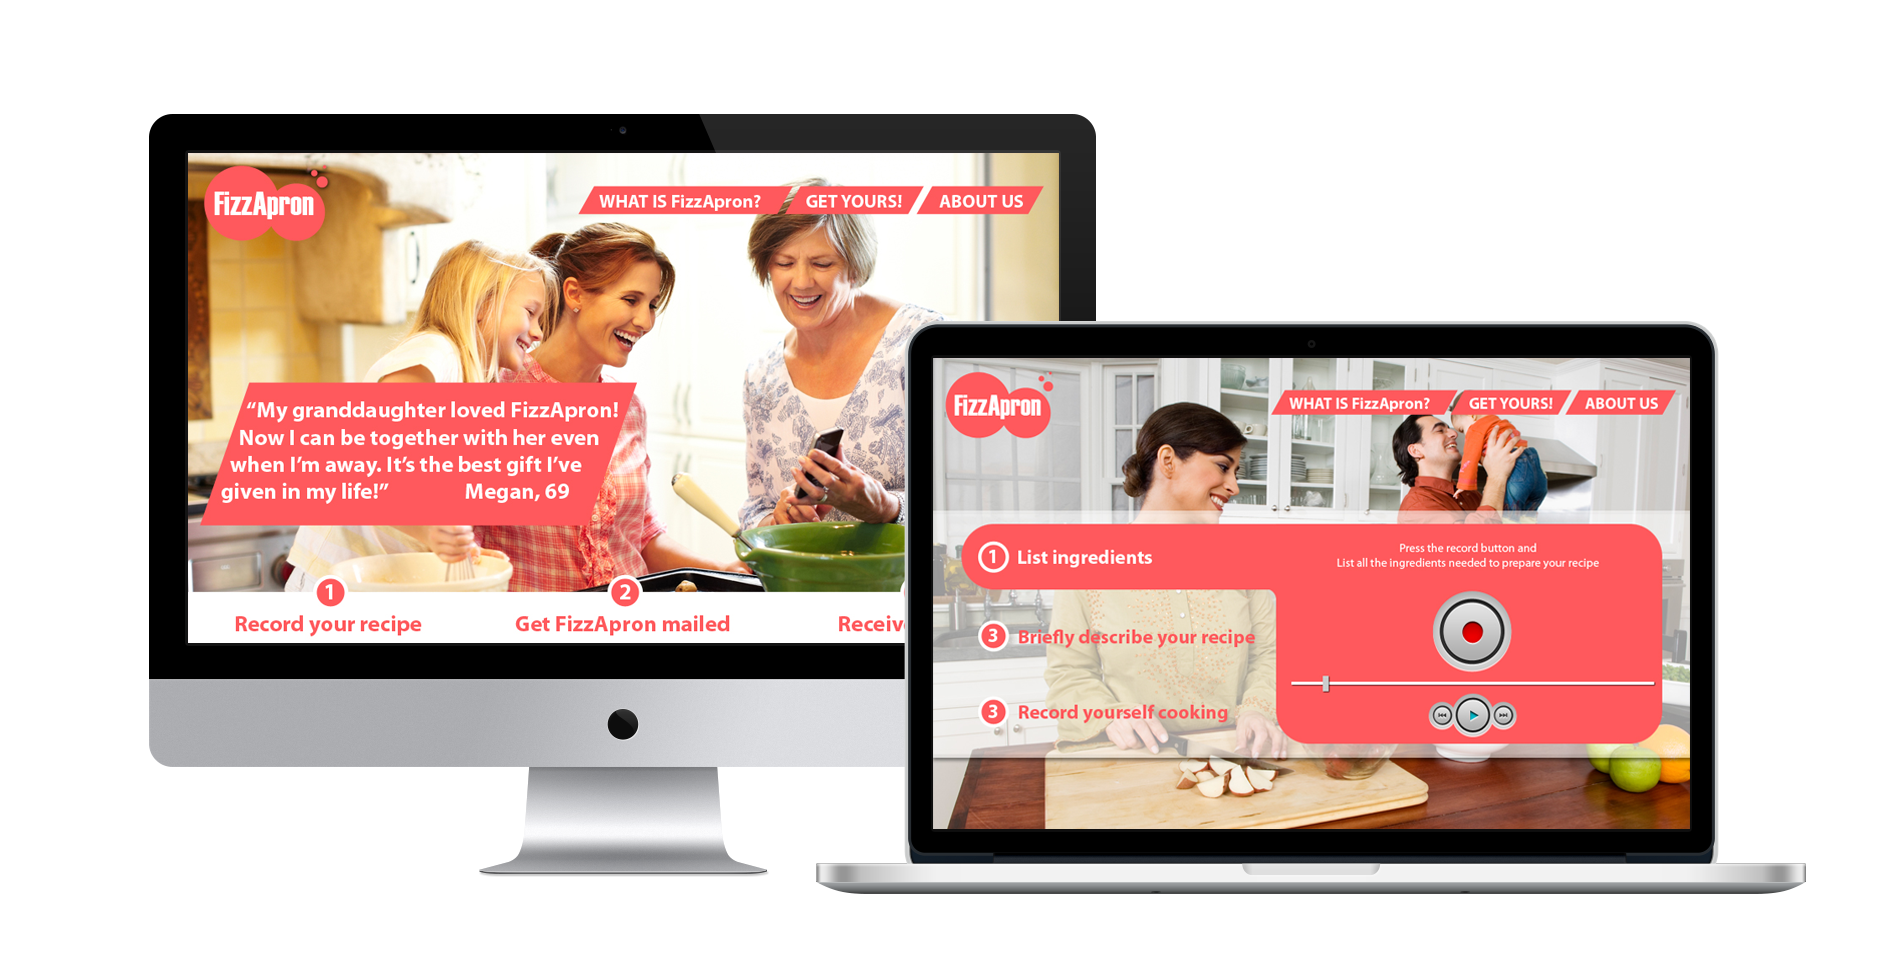 FizzApron
WHAT IS FizzApron?
GET YOURS!
ABOUT US
“My granddaughter loved FizzApron!
Now I can be together with her even
when I’m away. It’s the best gift I’ve
given in my life!” Megan, 69
1
Record your recipe
2
Get FizzApron mailed
FizzApron
WHAT IS FizzApron?
GET YOURS!
ABOUT US
1 List ingredients
Press the record button and
List all the ingredients needed to prepare your recipe
3 Briefly describe your recipe
3 Record yourself cooking